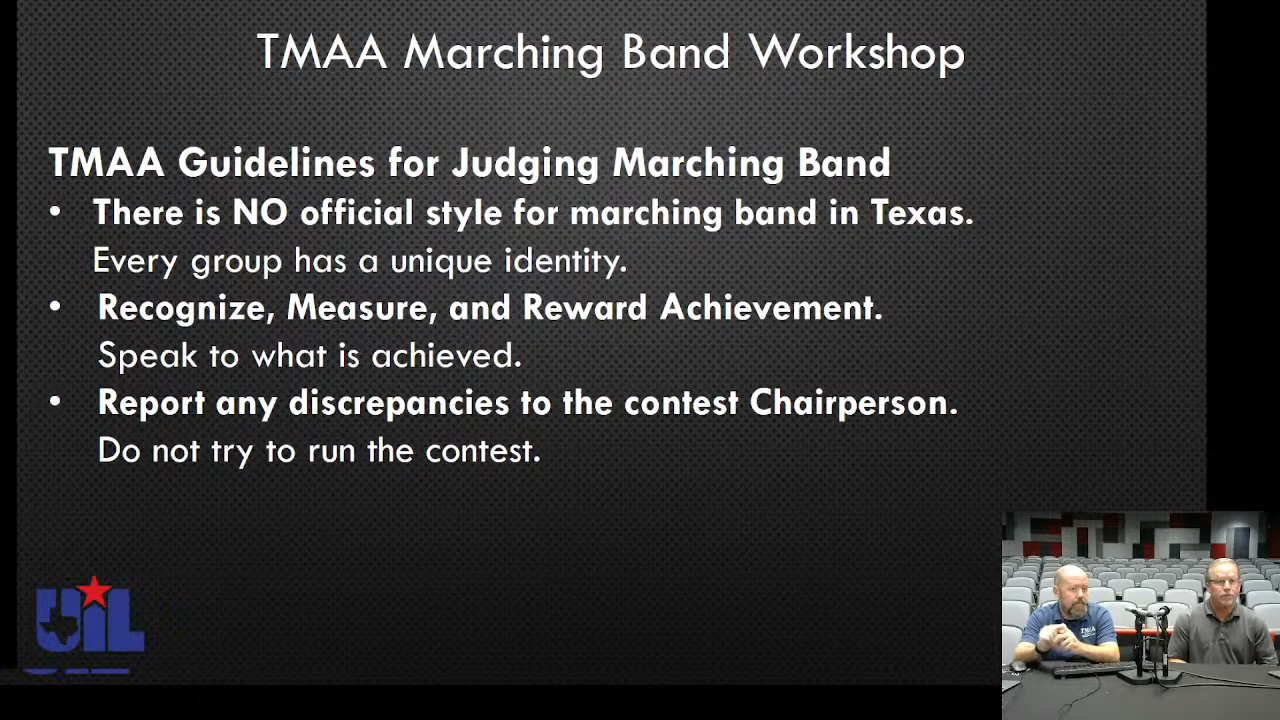 TMAA Marching Band Workshop
TMAA Guidelines for Judging Marching Band
• There is NO official style for marching band in Texas.
Every group has a unique identity.
• Recognize, Measure, and Reward Achievement.
Speak to what is achieved.
• Report any discrepancies to the contest Chairperson.
Do not try to run the contest.
UIL
TMAA